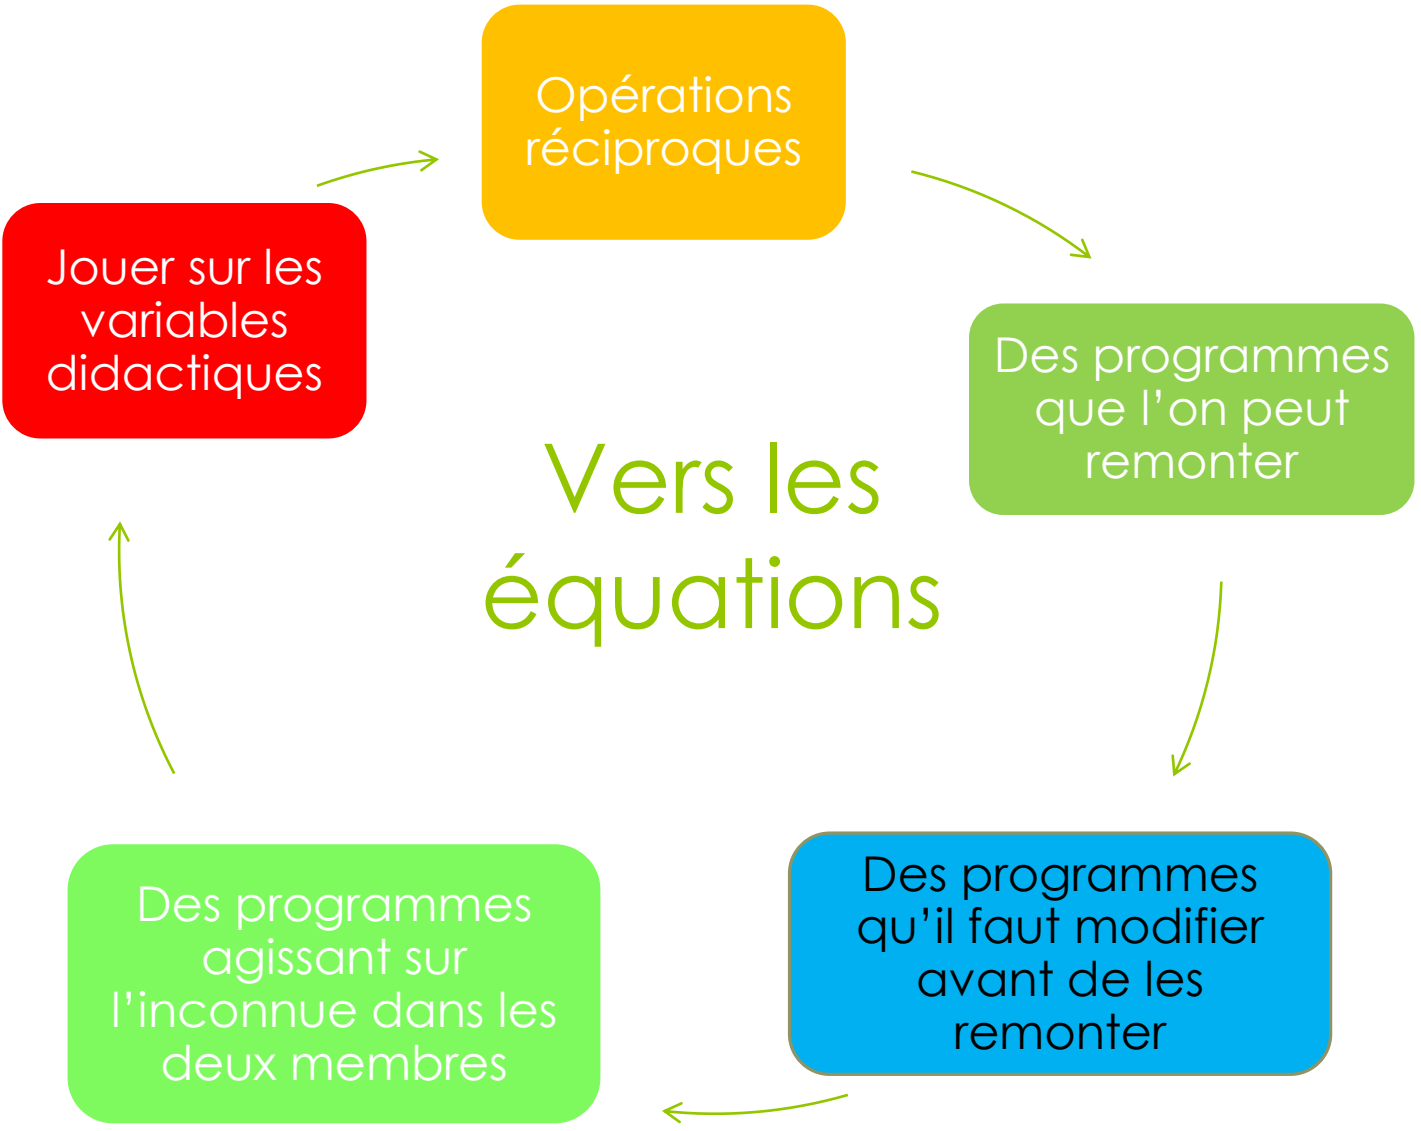 Opérations
réciproques
Des programmes
que l’on peut
remonter
Des programmes
qu’il faut modifier
avant de les
remonter
Des programmes
agissant sur
l’inconnue dans les
deux membres
Jouer sur les
variables
didactiques
Vers les
équations